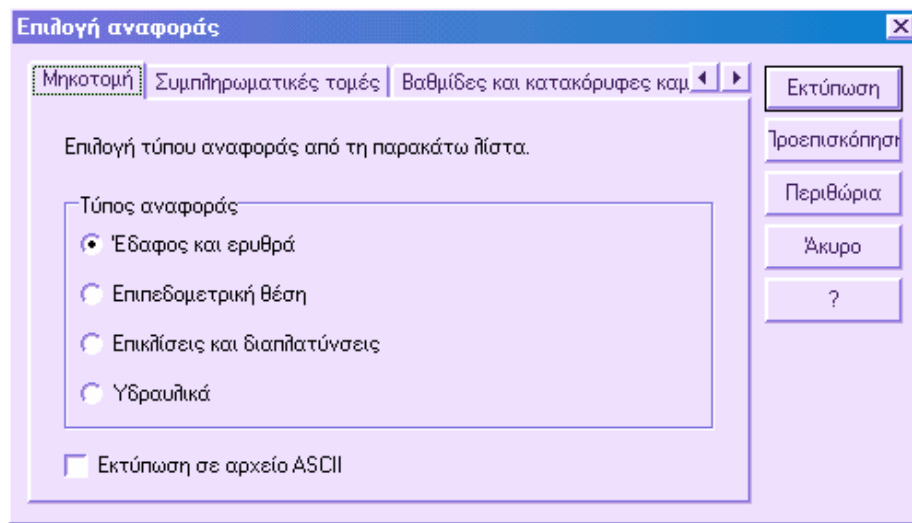 Επιλογή αναφοράς
Μηκοτομή Συμπληρωματικές τομές Βαθμίδες και κατακόρυφες καμ
Επιλογή τύπου αναφοράς από τη παρακάτω λίστα.
Τύπος αναφοράς
Έδαφος και ερυθρά
Επιπεδομετρική θέση
Επικλίσεις και διαπλατύνσεις
Υδραυλικά
Εκτύπωση σε αρχείο ASCII
Εκτύπωση
Προεπισκόπηση
Περιθώρια
Άκυρο
?